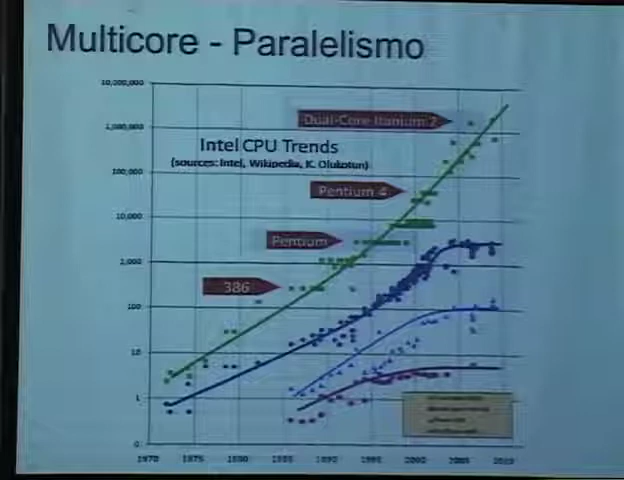 Multicore - Paralelismo
10,000,000
1,000,000
100,000
10,000
1,000
100
10
1
0
Intel CPU Trends
(sources: Intel, Wikipedia, K. Olukotun)
Dual-Core Itanium 2
Pentium 4
Pentium
386
1970 1975 1980 1985 1990 1995 2000 2005 2010